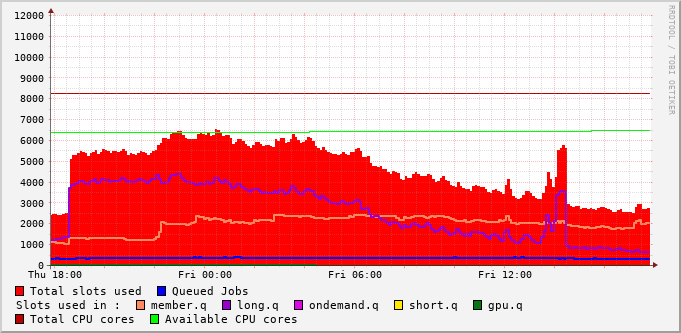 12000
11000
10000
9000
8000
7000
6000
5000
4000
3000
2000
1000
0
Thu 18:00 Fri 00:00 Fri 06:00 Fri 12:00
RRDTOOL / TOBI OETIKER
Total slots used Queued Jobs
Slots used in : member.q long.q ondemand.q short.q gpu.q
Total CPU cores Available CPU cores